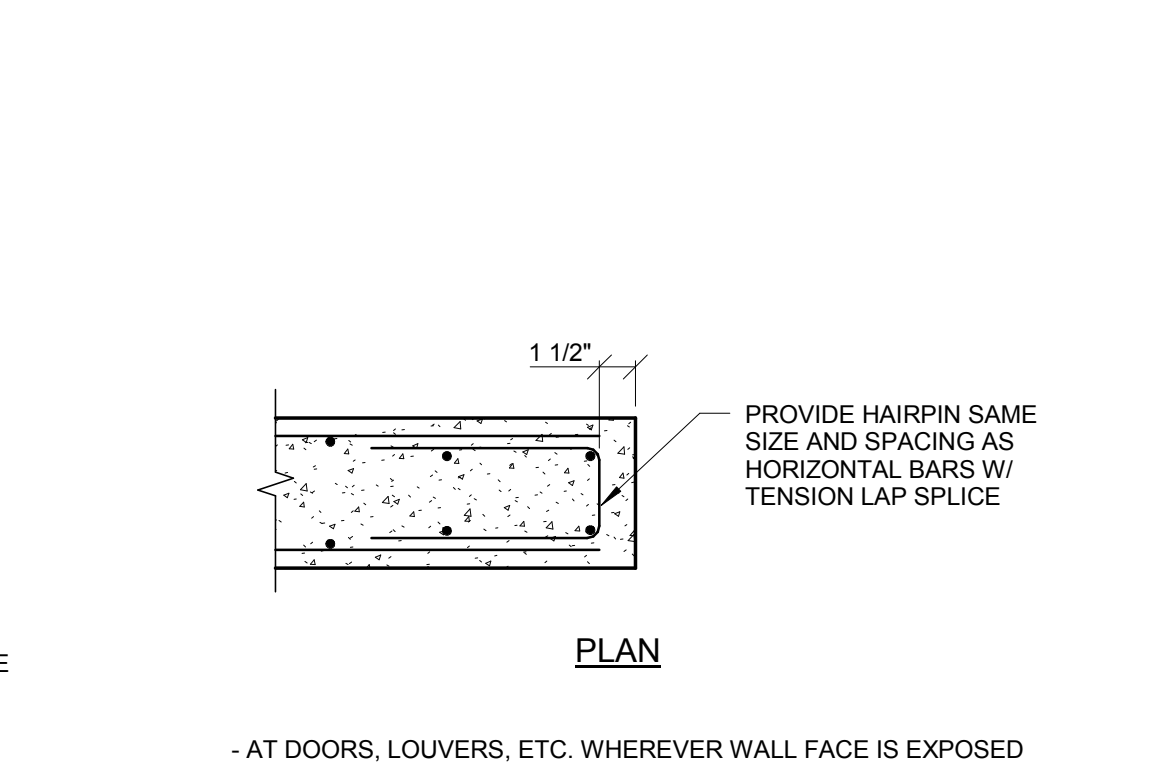 1 1/2"
PROVIDE HAIRPIN SAME
SIZE AND SPACING AS
HORIZONTAL BARS W/
TENSION LAP SPLICE
PLAN
E
- AT DOORS, LOUVERS, ETC. WHEREVER WALL FACE IS EXPOSED